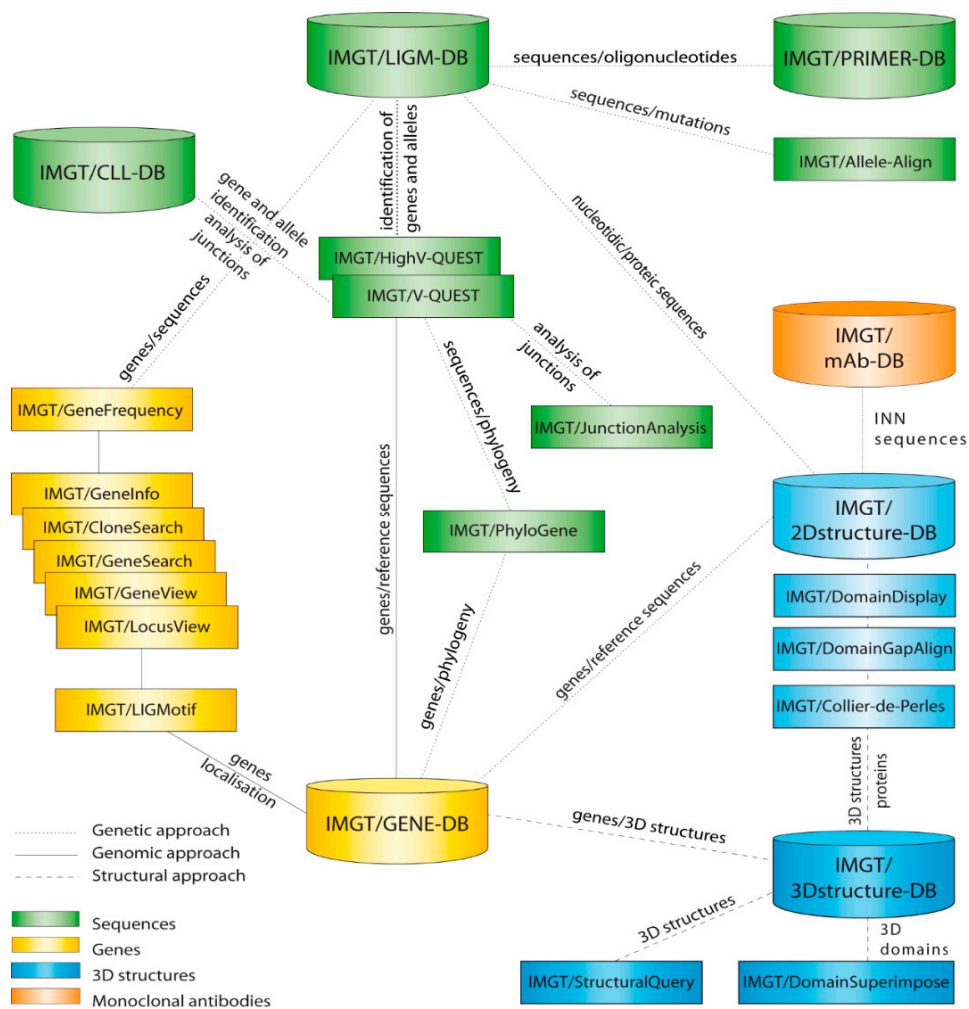 IMGT/LIGM-DB
sequences/oligonucleotides
IMGT/PRIMER-DB
sequences/mutations
IMGT/Allele-Align
IMGT/CLL-DB
gene and allele
identification
analysis of
junctions
identification of
genes and alleles
nucleotidic/proteic sequences
IMGT/HighV-QUEST
IMGT/V-QUEST
genes/sequences
analysis of
junctions
sequences/phylogeny
IMGT/
mAb-DB
INN
sequences
IMGT/GeneFrequency
IMGT/JunctionAnalysis
IMGT/GeneInfo
IMGT/CloneSearch
IMGT/GeneSearch
IMGT/GeneView
IMGT/LocusView
genes/reference sequences
IMGT/PhyloGene
IMGT/
2Dstructure-DB
IMGT/DomainDisplay
IMGT/DomainGapAlign
IMGT/Collier-de-Perles
genes/phylogeny
genes/reference sequences
IMGT/LIGMotif
genes
localisation
3D structures
proteins
IMGT/GENE-DB
genes/3D structures
IMGT/
3Dstructure-DB
Genetic approach
Genomic approach
Structural approach
3D structures
3D
domains
IMGT/StructuralQuery
IMGT/DomainSuperimpose
Sequences
Genes
3D structures
Monoclonal antibodies